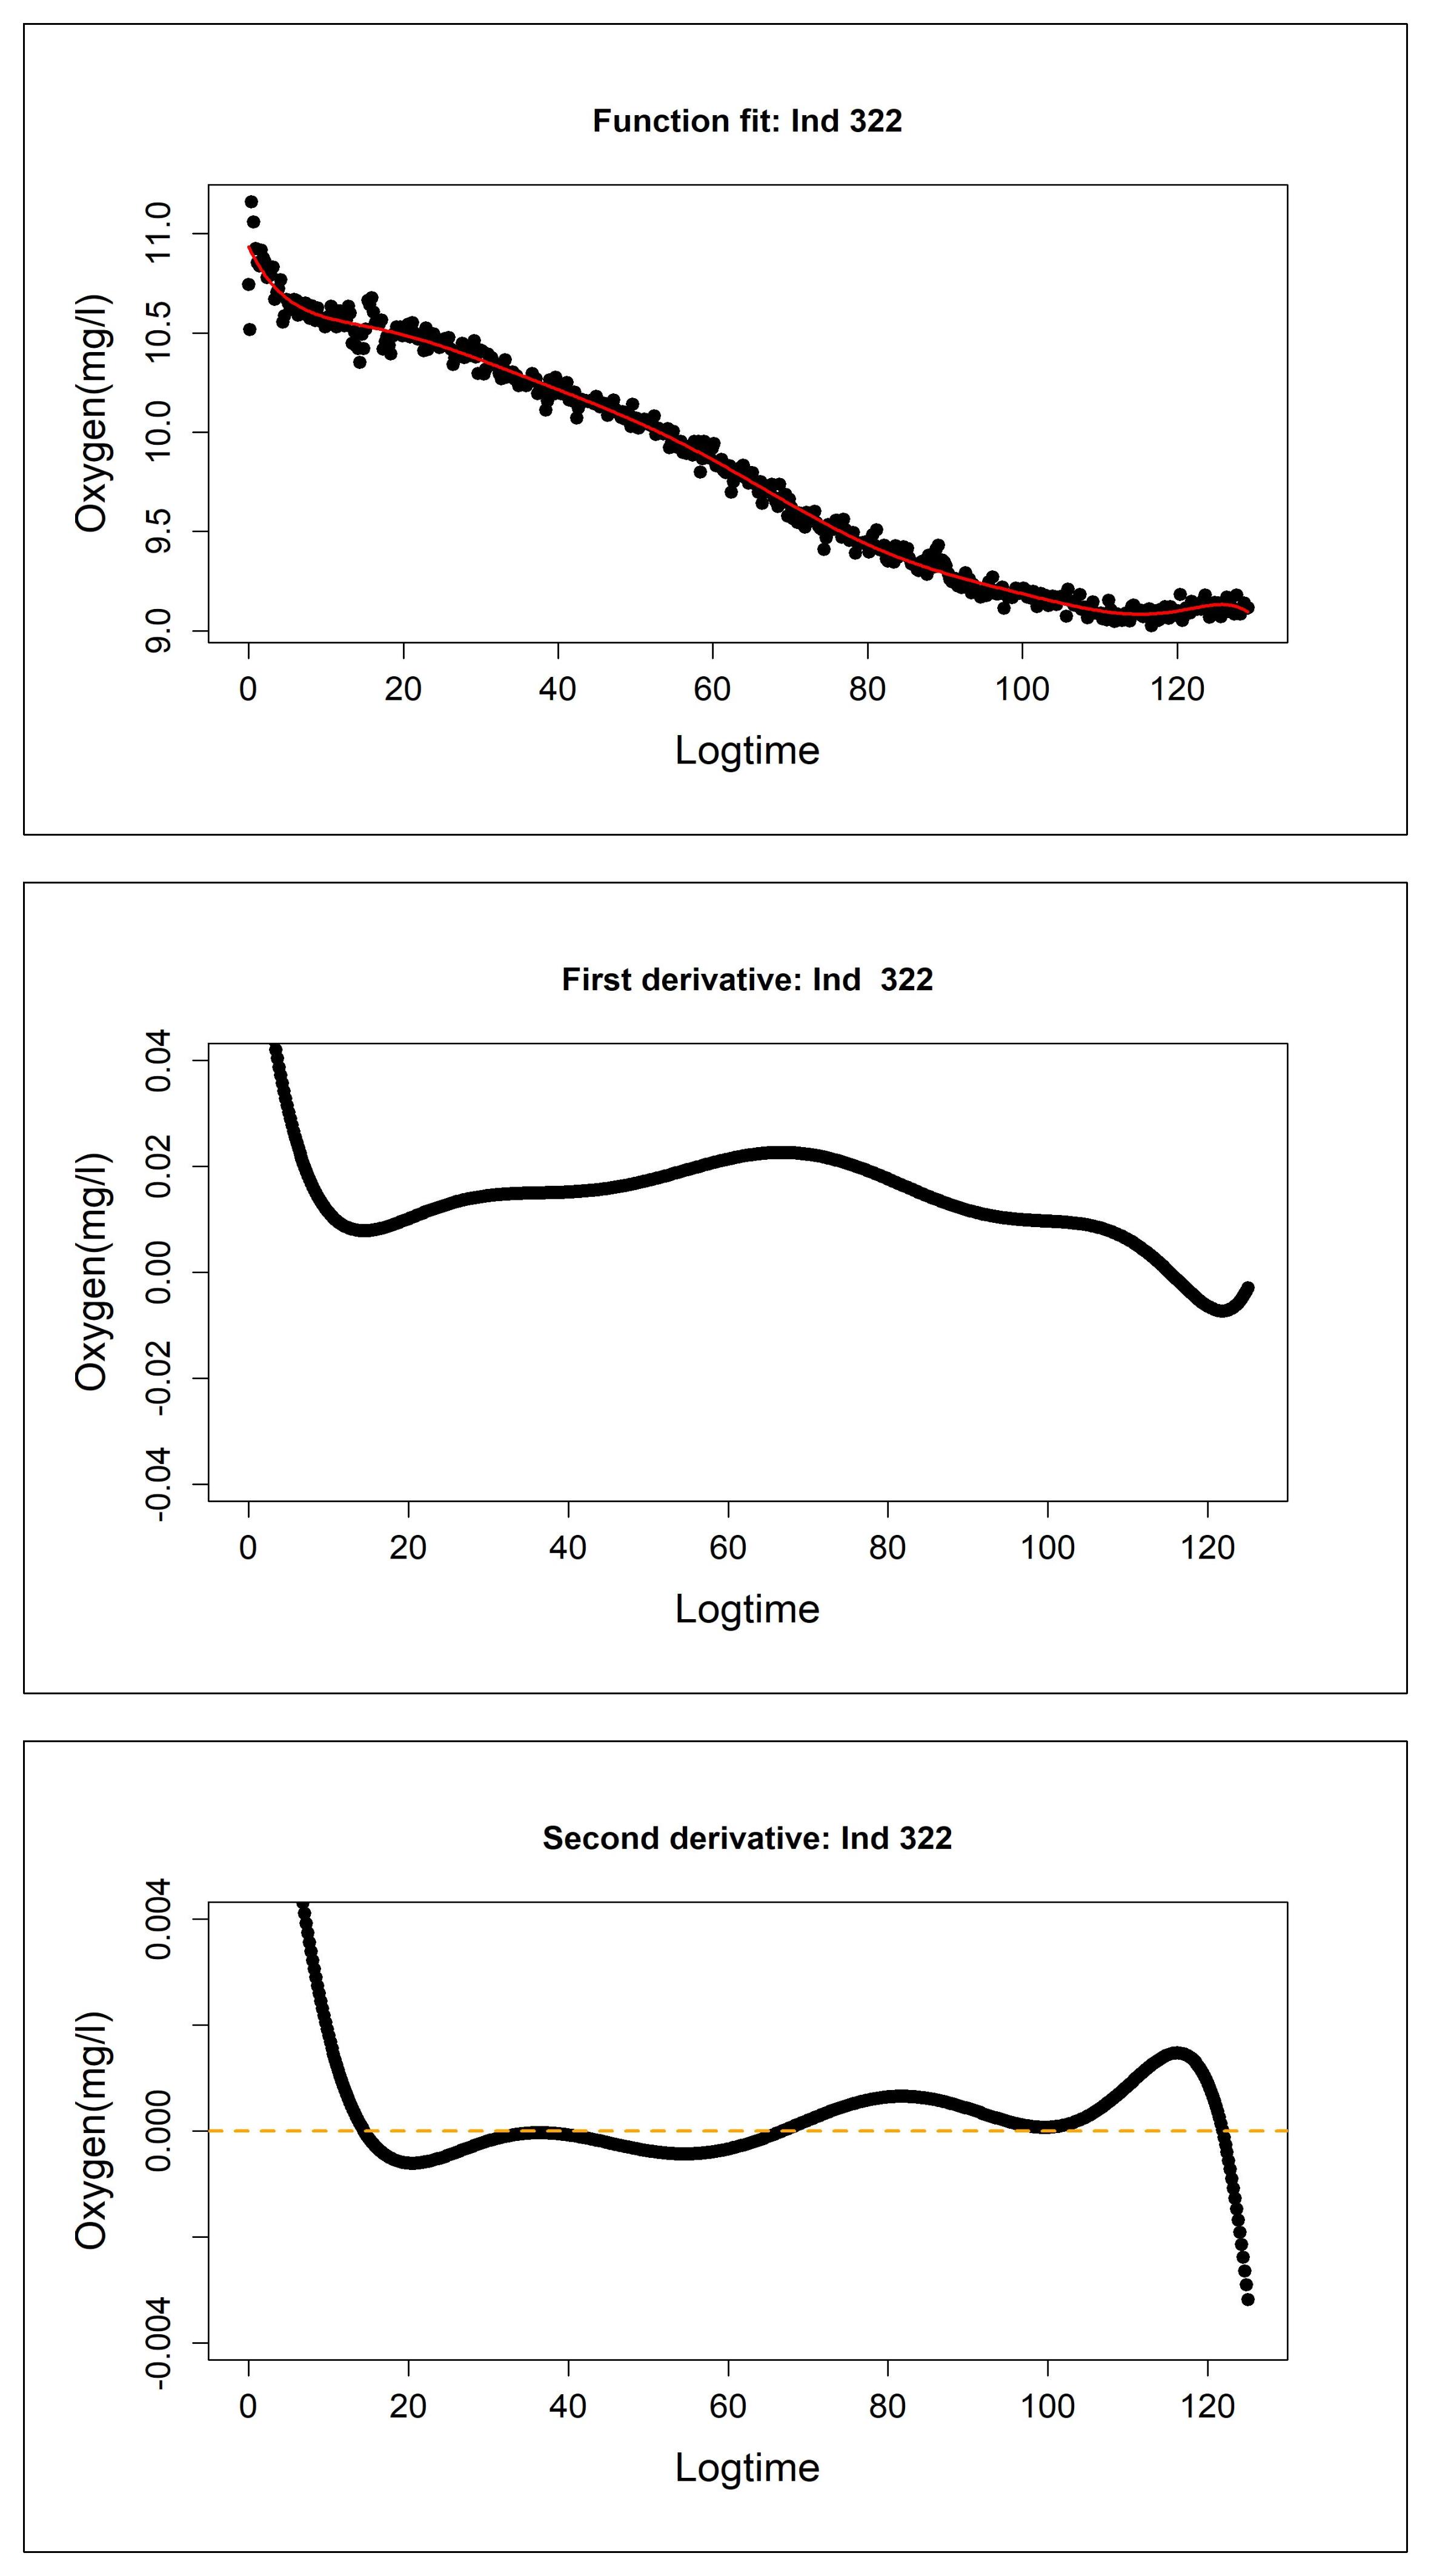 Function fit: Ind 322
Oxygen(mg/l)
11.0
10.5
10.0
9.5
9.0
0 20 40 60 80 100 120
Logtime
First derivative: Ind  322
Oxygen(mg/l)
0.04
0.02
0.00
-0.02
-0.04
0 20 40 60 80 100 120
Logtime
Second derivative: Ind 322
Oxygen(mg/l)
0.004
0.000
-0.004
0 20 40 60 80 100 120
Logtime